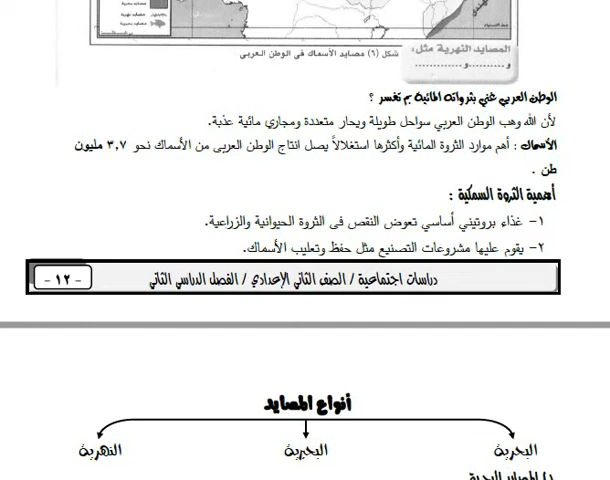 المصايد النهرية مثل،
و ............ و ............
شكل (٦) مصايد الأسماك فى الوطن العربي
الوطن العربي غني بثرواته المائية بم تفسر ؟
لأن الله وهب الوطن العربي سواحل طويلة وبحار متعددة ومجاري مائية عذبة.
الأسماك : أهم موارد الثروة المائية وأكثرها استغلالاً يصل انتاج الوطن العربى من الأسماك نحو ٣,٧ مليون
طن .
أهمية الثروة السمكية :
١- غذاء بروتيني أساسي تعوض النقص فى الثروة الحيوانية والزراعية.
٢- يقوم عليها مشروعات التصنيع مثل حفظ وتعليب الأسماك.
دراسات اجتماعية / الصف الثاني الإعدادي / الفصل الدراسي الثاني
- ١٢ -
أنواع المصايد
البحرية
البحيرية
النهرية